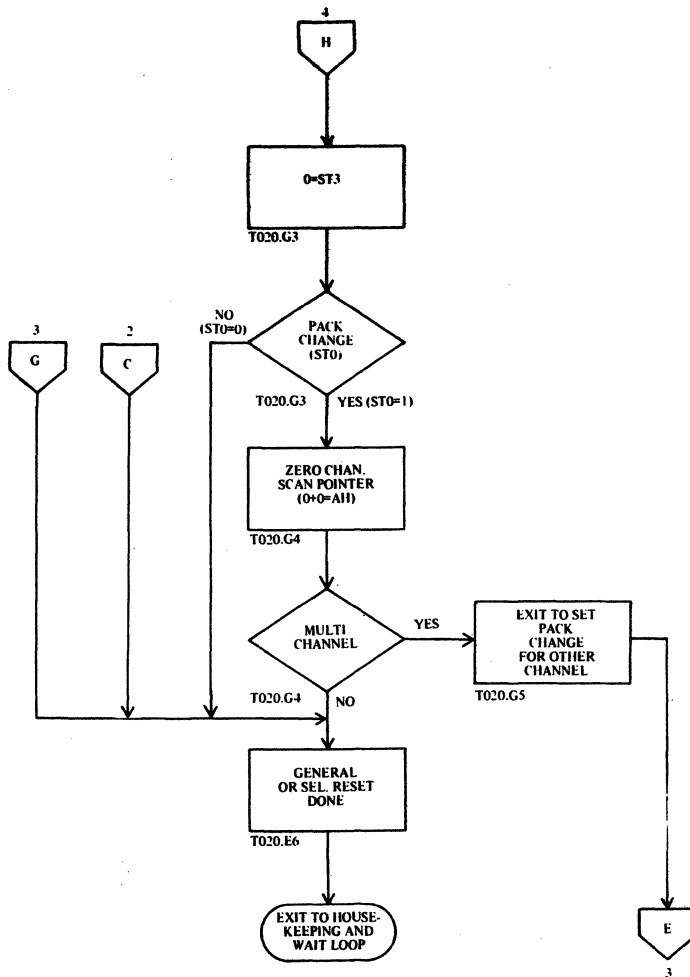 4
H
0=ST3
T020.G3
NO
(ST0=0)
PACK
CHANGE
(ST0)
3
G
2
C
T020.G3
YES (ST0=1)
ZERO CHAN.
SCAN POINTER
(0+0=AH)
T020.G4
MULTI
CHANNEL
YES
EXIT TO SET
PACK
CHANGE
FOR OTHER
CHANNEL
T020.G4
NO
T020.G5
GENERAL
OR SEL. RESET
DONE
T020.E6
EXIT TO HOUSE-
KEEPING AND
WAIT LOOP
E
3